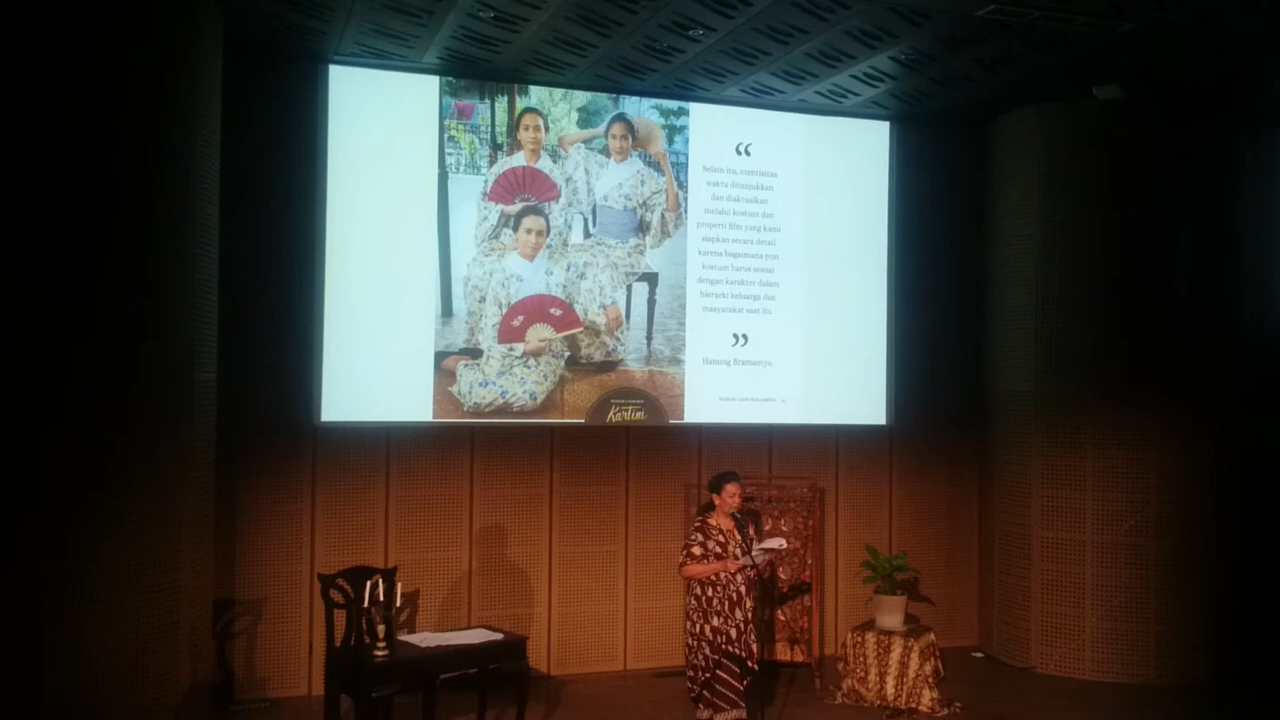 “
Selain itu, otentisitas
waktu ditunjukkan
dan diaktualkan
melalui kostum dan
properti film yang kami
siapkan secara detail
karena bagaimana pun
kostum harus sesuai
dengan karakter dalam
hierarki keluarga dan
masyarakat saat itu.
”
Hanung Bramantyo
Kartini